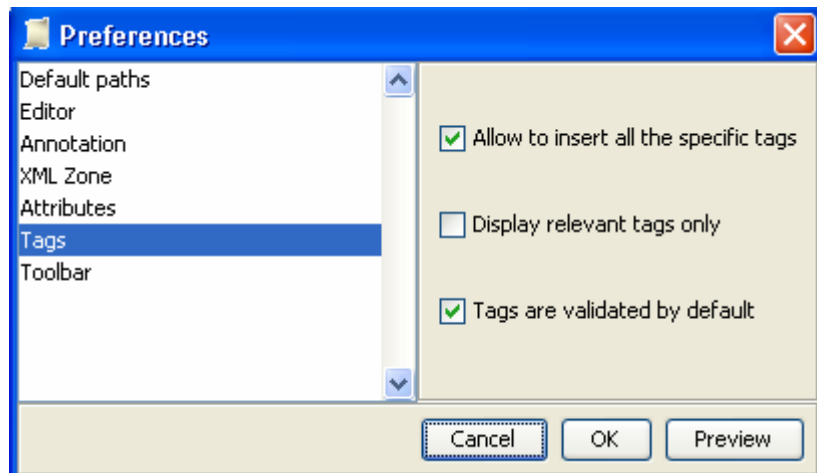 Preferences
Default paths
Editor
Annotation
XML Zone
Attributes
Tags
Toolbar
Allow to insert all the specific tags
Display relevant tags only
Tags are validated by default
Cancel
OK
Preview